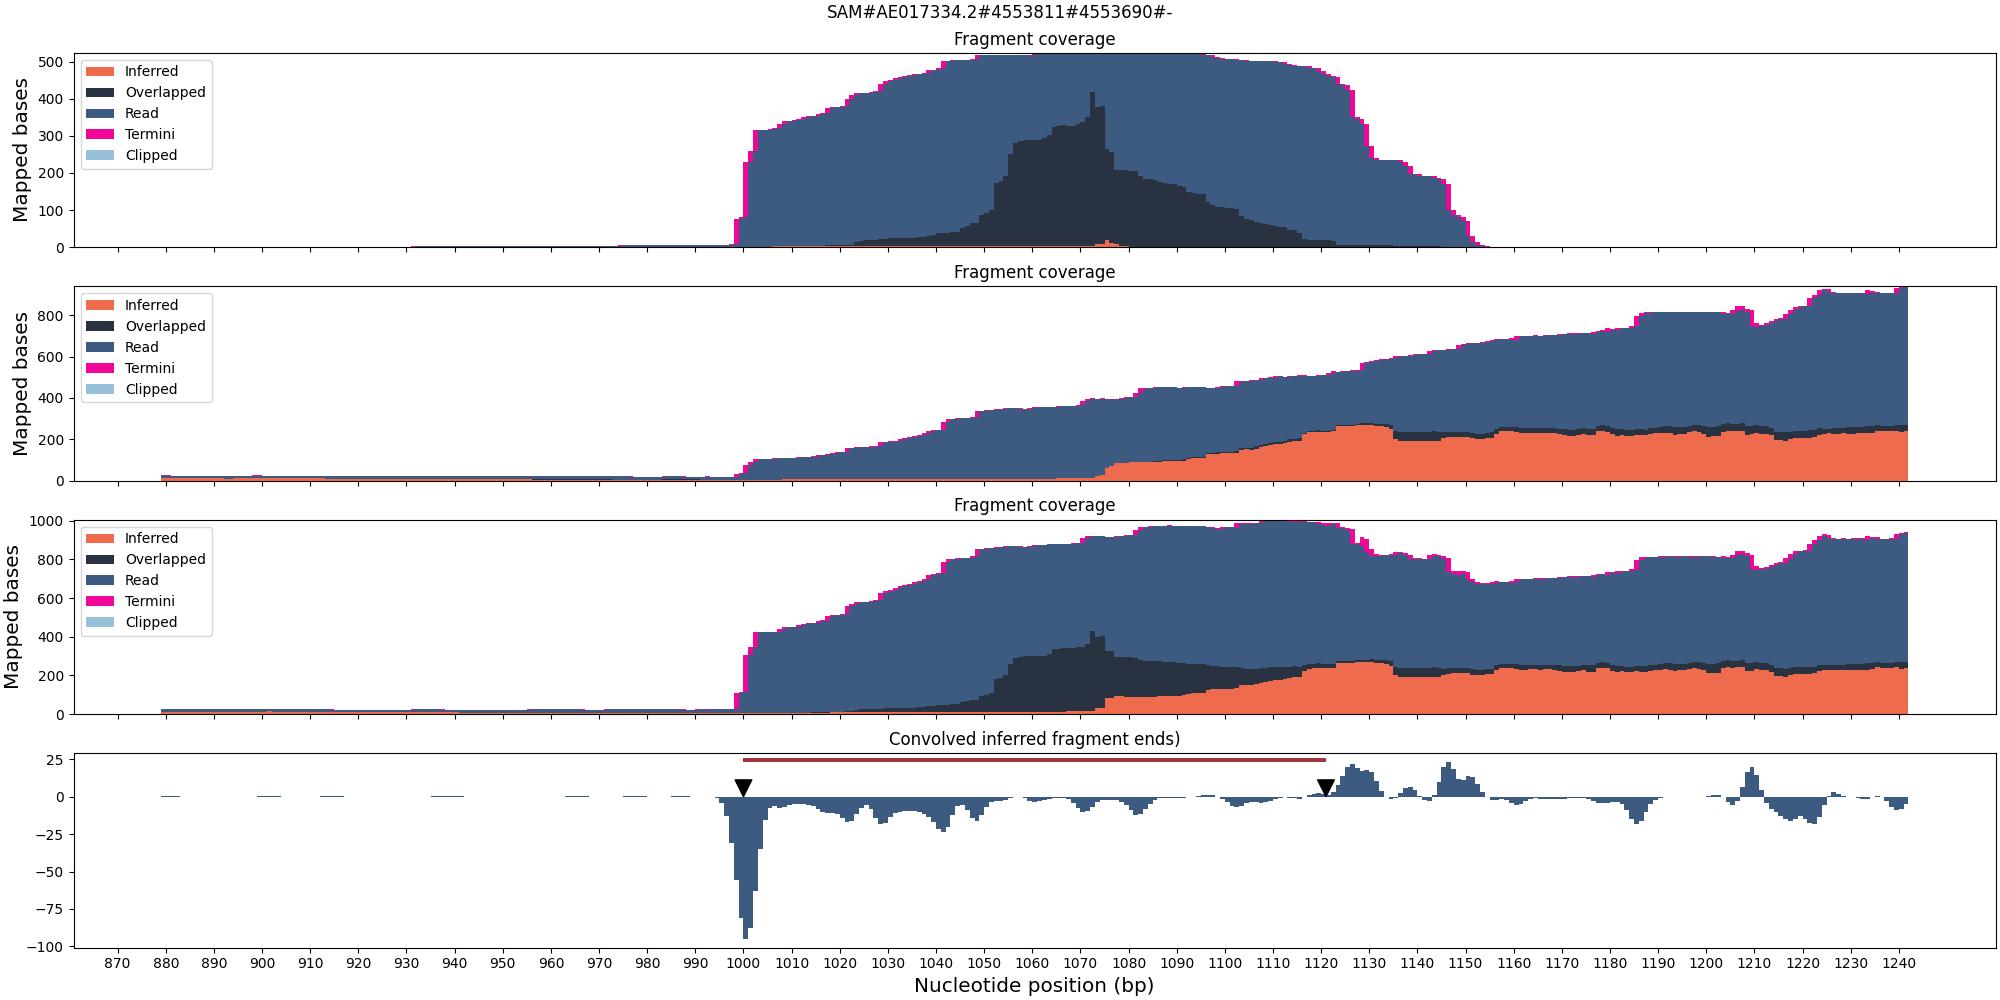 SAM#AE017334.2#4553811#4553690#-
Fragment coverage
Mapped bases
500
400
300
200
100
0
Inferred
Overlapped
Read
Termini
Clipped
Fragment coverage
Mapped bases
800
600
400
200
0
Inferred
Overlapped
Read
Termini
Clipped
Fragment coverage
Mapped bases
1000
800
600
400
200
0
Inferred
Overlapped
Read
Termini
Clipped
Convolved inferred fragment ends)
25
0
−25
−50
−75
−100
870 880 890 900 910 920 930 940 950 960 970 980 990 1000 1010 1020 1030 1040 1050 1060 1070 1080 1090 1100 1110 1120 1130 1140 1150 1160 1170 1180 1190 1200 1210 1220 1230 1240
Nucleotide position (bp)